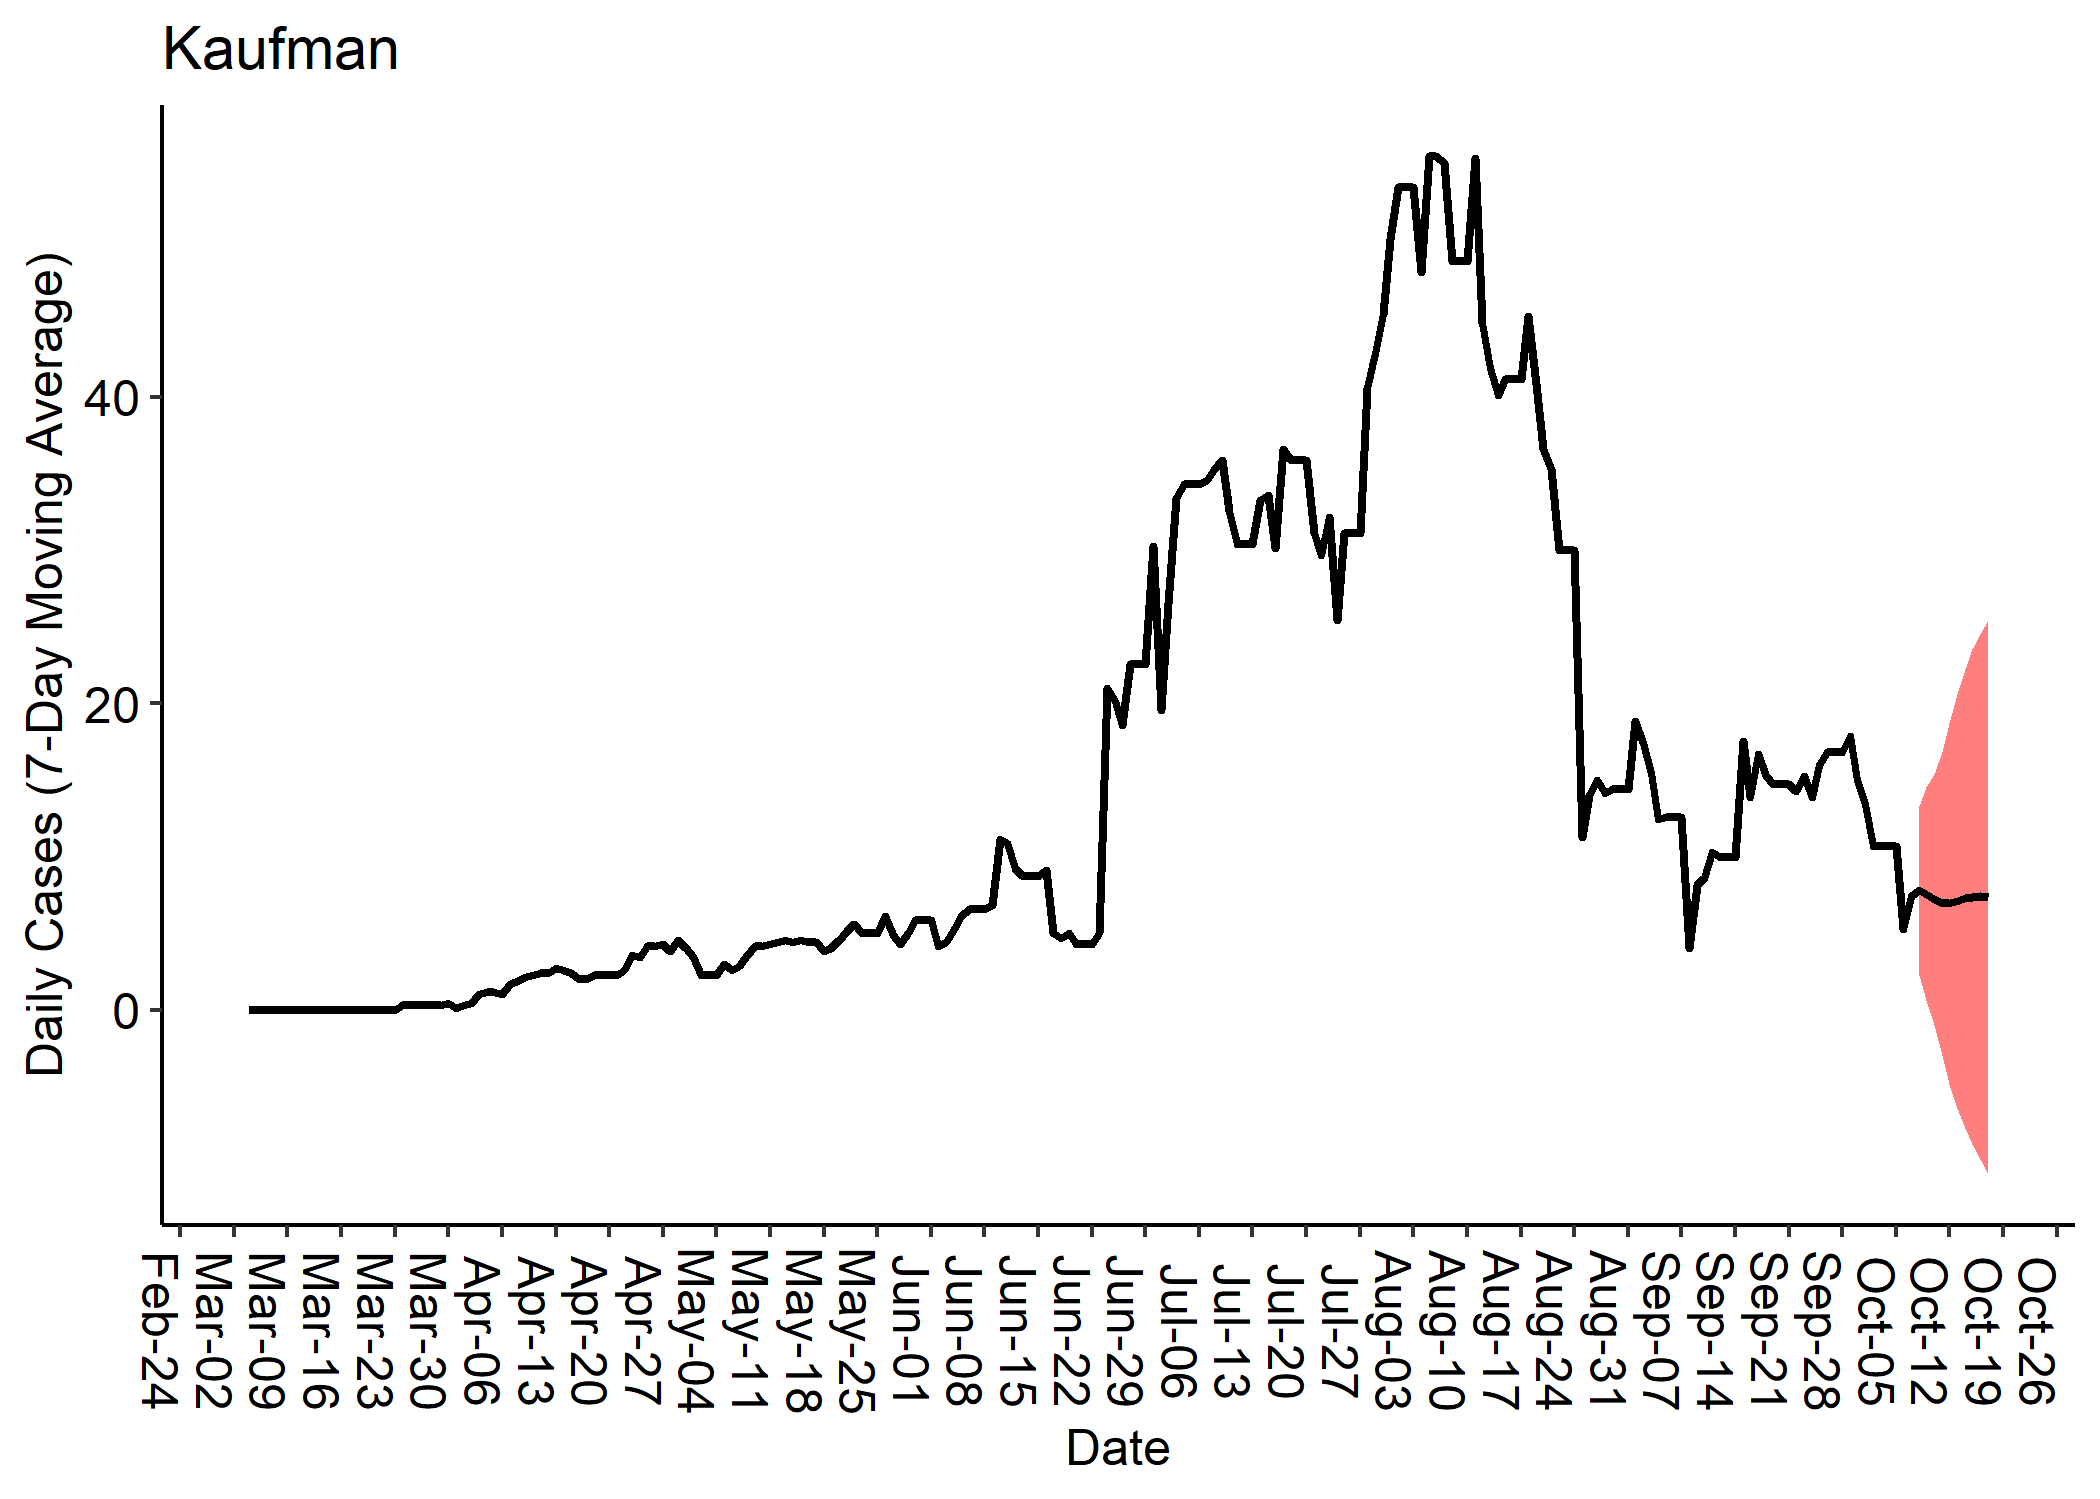 Kaufman
Daily Cases (7-Day Moving Average)
40
20
0
Feb-24
Mar-02
Mar-09
Mar-16
Mar-23
Mar-30
Apr-06
Apr-13
Apr-20
Apr-27
May-04
May-11
May-18
May-25
Jun-01
Jun-08
Jun-15
Jun-22
Jun-29
Jul-06
Jul-13
Jul-20
Jul-27
Aug-03
Aug-10
Aug-17
Aug-24
Aug-31
Sep-07
Sep-14
Sep-21
Sep-28
Oct-05
Oct-12
Oct-19
Oct-26
Date